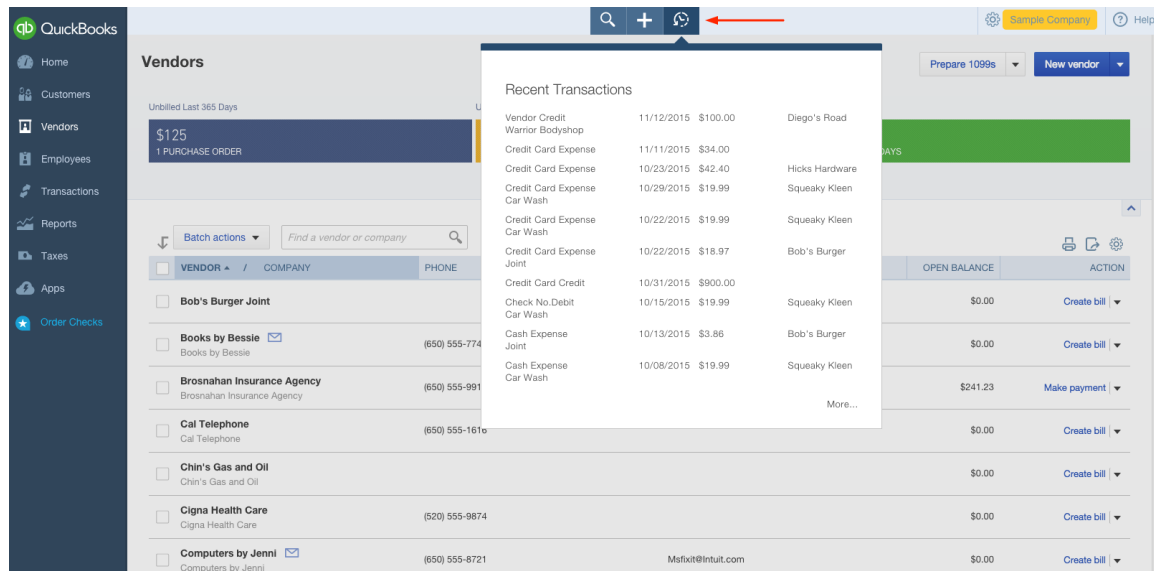 QuickBooks
Sample Company
Help
Home
Customers
Vendors
Employees
Transactions
Reports
Taxes
Apps
Order Checks
Vendors
Prepare 1099s
New vendor
Unbilled Last 365 Days
$125
1 PURCHASE ORDER
Recent Transactions
Vendor Credit 11/12/2015 $100.00 Diego's Road
Warrior Bodyshop
Credit Card Expense 11/11/2015 $34.00
Credit Card Expense 10/23/2015 $42.40 Hicks Hardware
Credit Card Expense 10/29/2015 $19.99 Squeaky Kleen
Car Wash
Credit Card Expense 10/22/2015 $19.99 Squeaky Kleen
Car Wash
Credit Card Expense 10/22/2015 $18.97 Bob's Burger
Joint
Credit Card Credit 10/31/2015 $900.00
Check No.Debit 10/15/2015 $19.99 Squeaky Kleen
Car Wash
Cash Expense 10/13/2015 $3.86 Bob's Burger
Joint
Cash Expense 10/08/2015 $19.99 Squeaky Kleen
Car Wash
More...
Batch actions Find a vendor or company
VENDOR / COMPANY PHONE OPEN BALANCE ACTION
Bob's Burger Joint $0.00 Create bill
Books by Bessie (650) 555-774 $0.00 Create bill
Books by Bessie
Brosnahan Insurance Agency (650) 555-991 $241.23 Make payment
Brosnahan Insurance Agency
Cal Telephone (650) 555-1616 $0.00 Create bill
Cal Telephone
Chin's Gas and Oil $0.00 Create bill
Chin's Gas and Oil
Cigna Health Care (520) 555-9874 $0.00 Create bill
Cigna Health Care
Computers by Jenni (650) 555-8721 Msfixit@Intuit.com $0.00 Create bill
Computers by Jenni